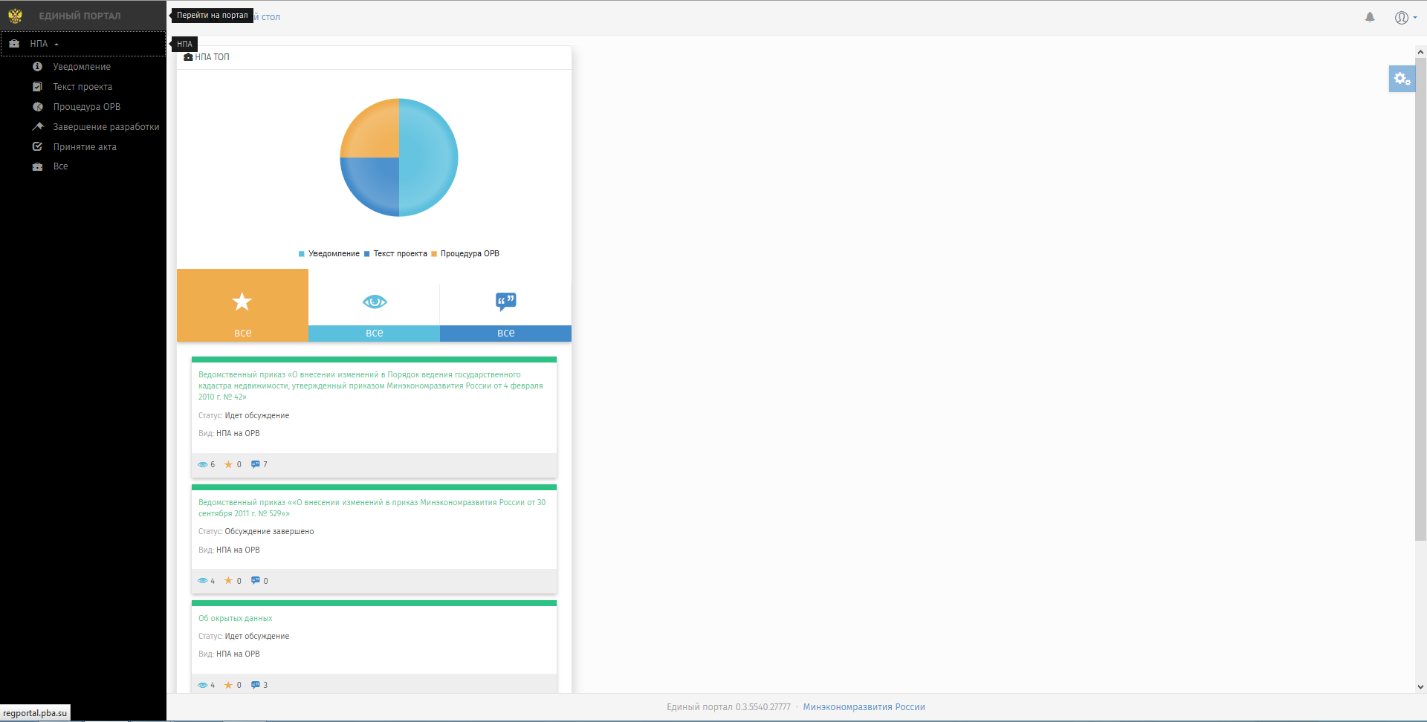 ЕДИНЫЙ ПОРТАЛ
Перейти на портал
й стол
НПА
НПА
Уведомление
Текст проекта
Процедура ОРВ
Завершение разработки
Принятие акта
Все
НПА ТОП
Уведомление Текст проекта Процедура ОРВ
все все все
Ведомственный приказ «О внесении изменений в Порядок ведения государственного
кадастра недвижимости, утвержденный приказом Минэкономразвития России от 4 февраля
2010 г. № 42»
Статус: Идет обсуждение
Вид: НПА на ОРВ
6 0 7
Ведомственный приказ ««О внесении изменений в приказ Минэкономразвития России от 30
сентября 2011 г. № 529»»
Статус: Обсуждение завершено
Вид: НПА на ОРВ
4 0 0
Об окрытых данных
Статус: Идет обсуждение
Вид: НПА на ОРВ
4 0 3
regportal.pba.su
Единый портал 0.3.5540.27777 · Минэкономразвития России